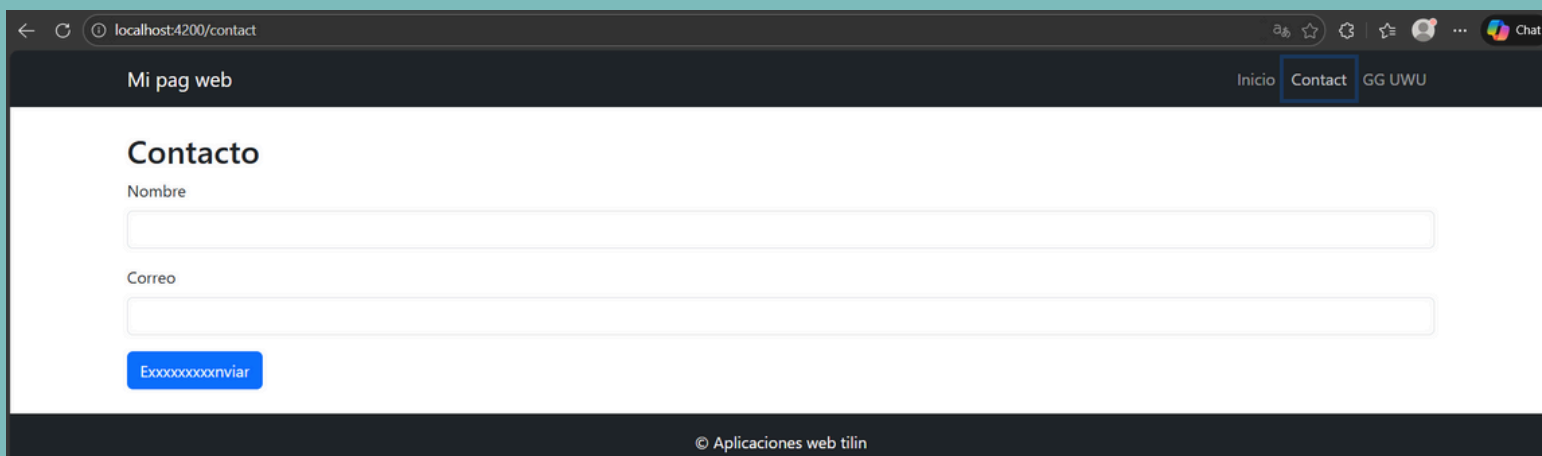 localhost:4200/contact
Chat
Mi pag web
Inicio Contact GG UWU
Contacto
Nombre
Correo
Exxxxxxxxxnviar
© Aplicaciones web tilin